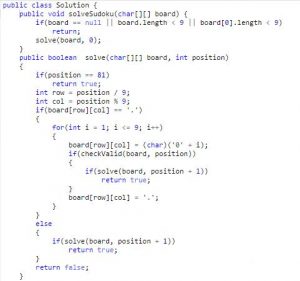 public class Solution {
    public void solveSudoku(char[][] board) {
        if(board == null || board.length < 9 || board[0].length < 9)
            return;
        solve(board, 0);
    }
    public boolean  solve(char[][] board, int position)
    {
        if(position == 81)
            return true;
        int row = position / 9;
        int col = position % 9;
        if(board[row][col] == '.')
        {
            for(int i = 1; i <= 9; i++)
            {
                board[row][col] = (char)('0' + i);
                if(checkValid(board, position))
                {
                    if(solve(board, position + 1))
                        return true;
                }
                board[row][col] = '.';
            }
        }
        else
        {
            if(solve(board, position + 1))
                return true;
        }
        return false;
    }